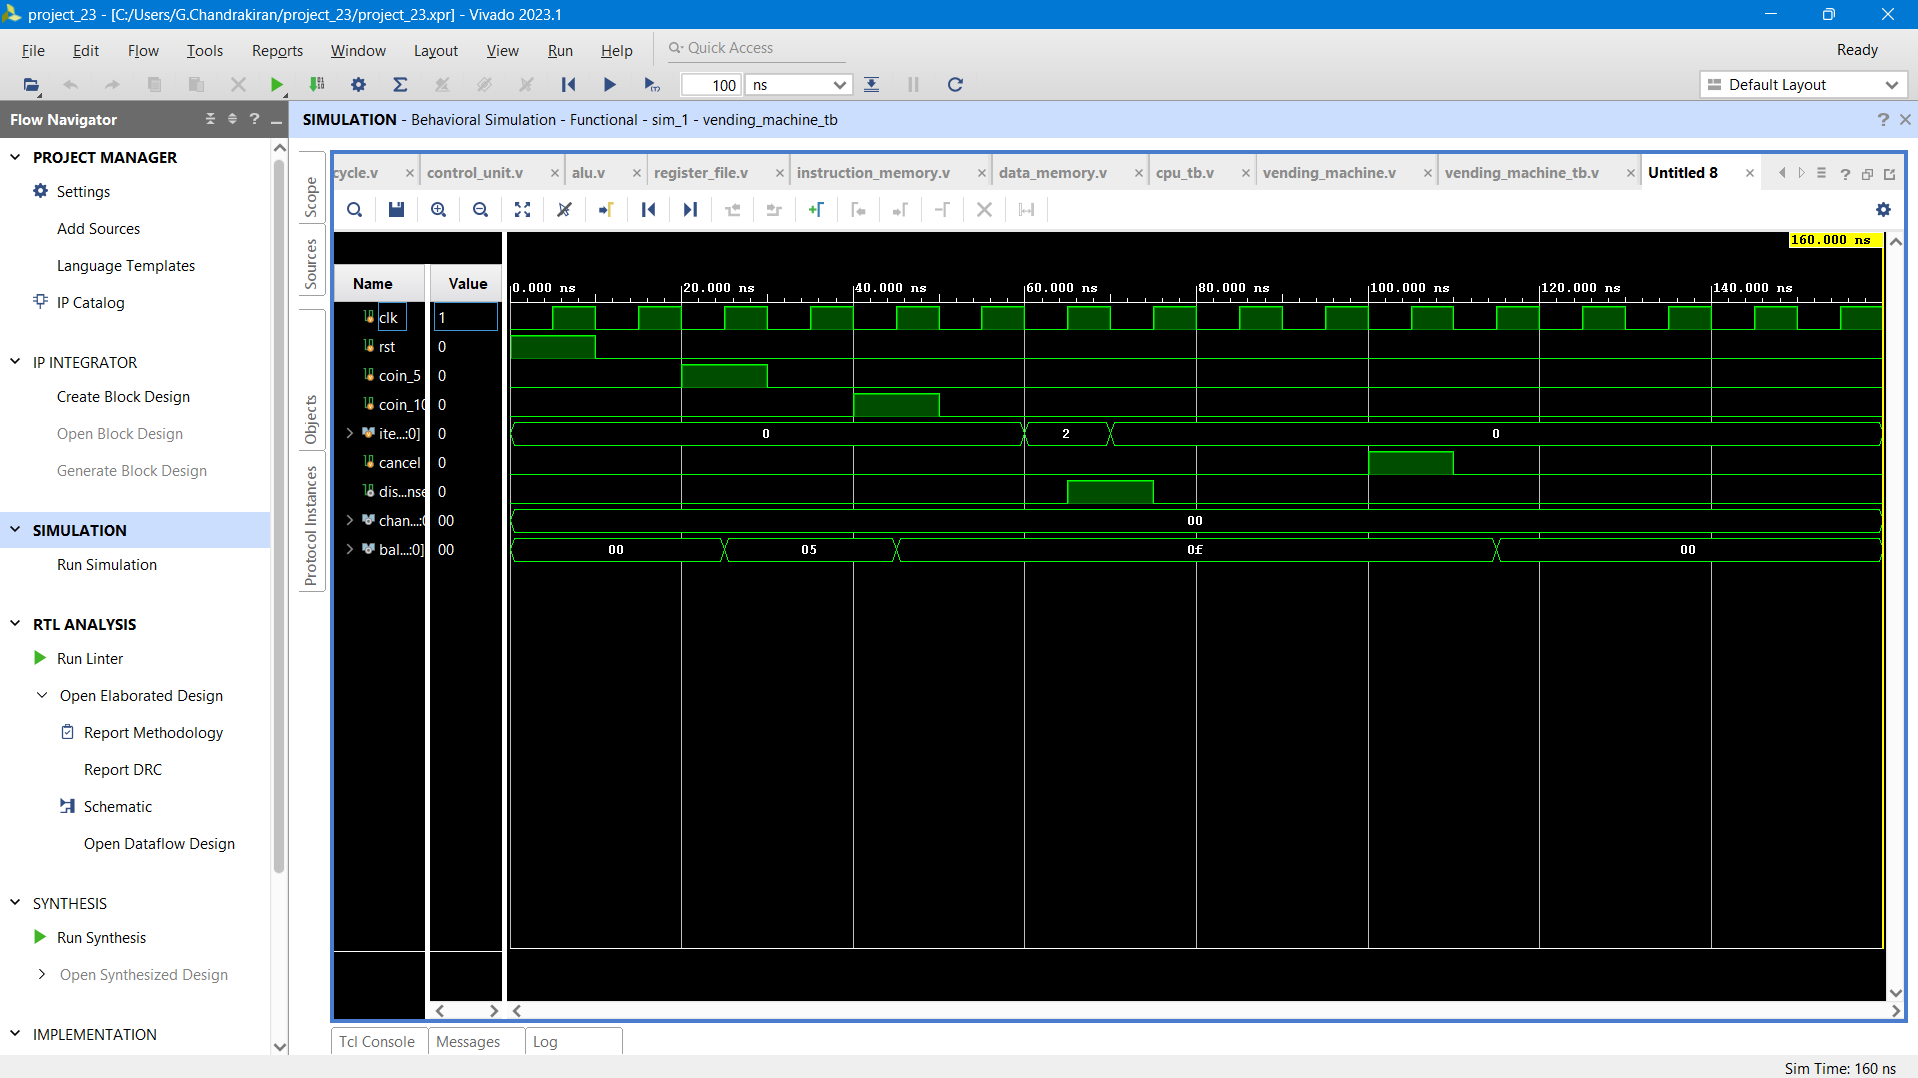 project_23 - [C:/Users/G.Chandrakiran/project_23/project_23.xpr] - Vivado 2023.1
File Edit Flow Tools Reports Window Layout View Run Help Quick Access Ready
100 ns Default Layout
Flow Navigator
SIMULATION - Behavioral Simulation - Functional - sim_1 - vending_machine_tb
PROJECT MANAGER
Settings
Add Sources
Language Templates
IP Catalog
IP INTEGRATOR
Create Block Design
Open Block Design
Generate Block Design
SIMULATION
Run Simulation
RTL ANALYSIS
Run Linter
Open Elaborated Design
Report Methodology
Report DRC
Schematic
Open Dataflow Design
SYNTHESIS
Run Synthesis
Open Synthesized Design
IMPLEMENTATION
Scope
Sources
Objects
Protocol Instances
cycle.v control_unit.v alu.v register_file.v instruction_memory.v data_memory.v cpu_tb.v vending_machine.v vending_machine_tb.v Untitled 8
160.000 ns
Name Value
0.000 ns 20.000 ns 40.000 ns 60.000 ns 80.000 ns 100.000 ns 120.000 ns 140.000 ns
clk 1
rst 0
coin_5 0
coin_10 0
ite...:0] 0 0 2 0
cancel 0
dis...nse 0
chan...:0 00 00
bal...:0] 00 00 05 0f 00
Tcl Console Messages Log
Sim Time: 160 ns